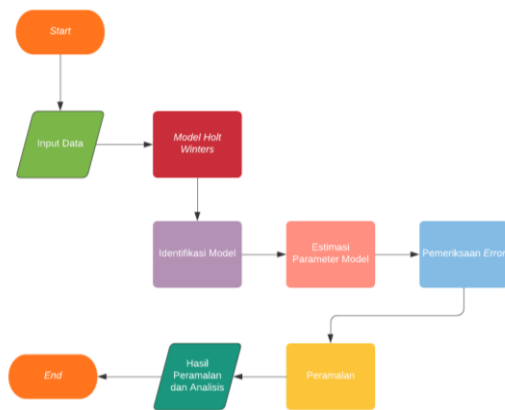 Start
Input Data
Model Holt
Winters
Identifikasi Model
Estimasi
Parameter Model
Pemeriksaan Error
Peramalan
Hasil
Peramalan
dan Analisis
End